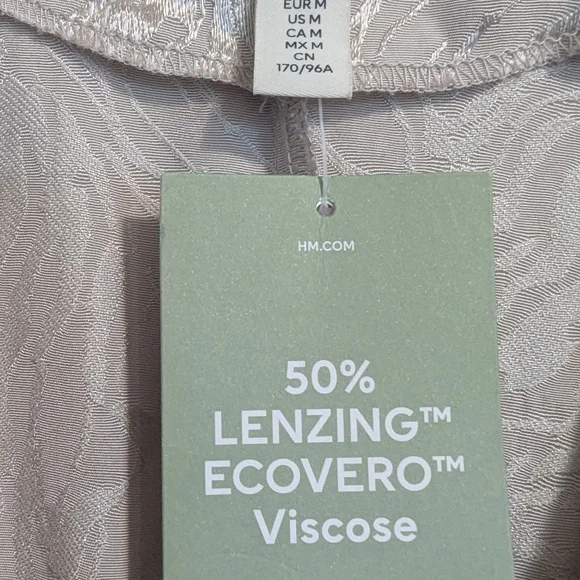 EUR M
US M
CA M
MX M
CN
170/96A
HM.COM
50%
LENZING™
ECOVERO™
Viscose